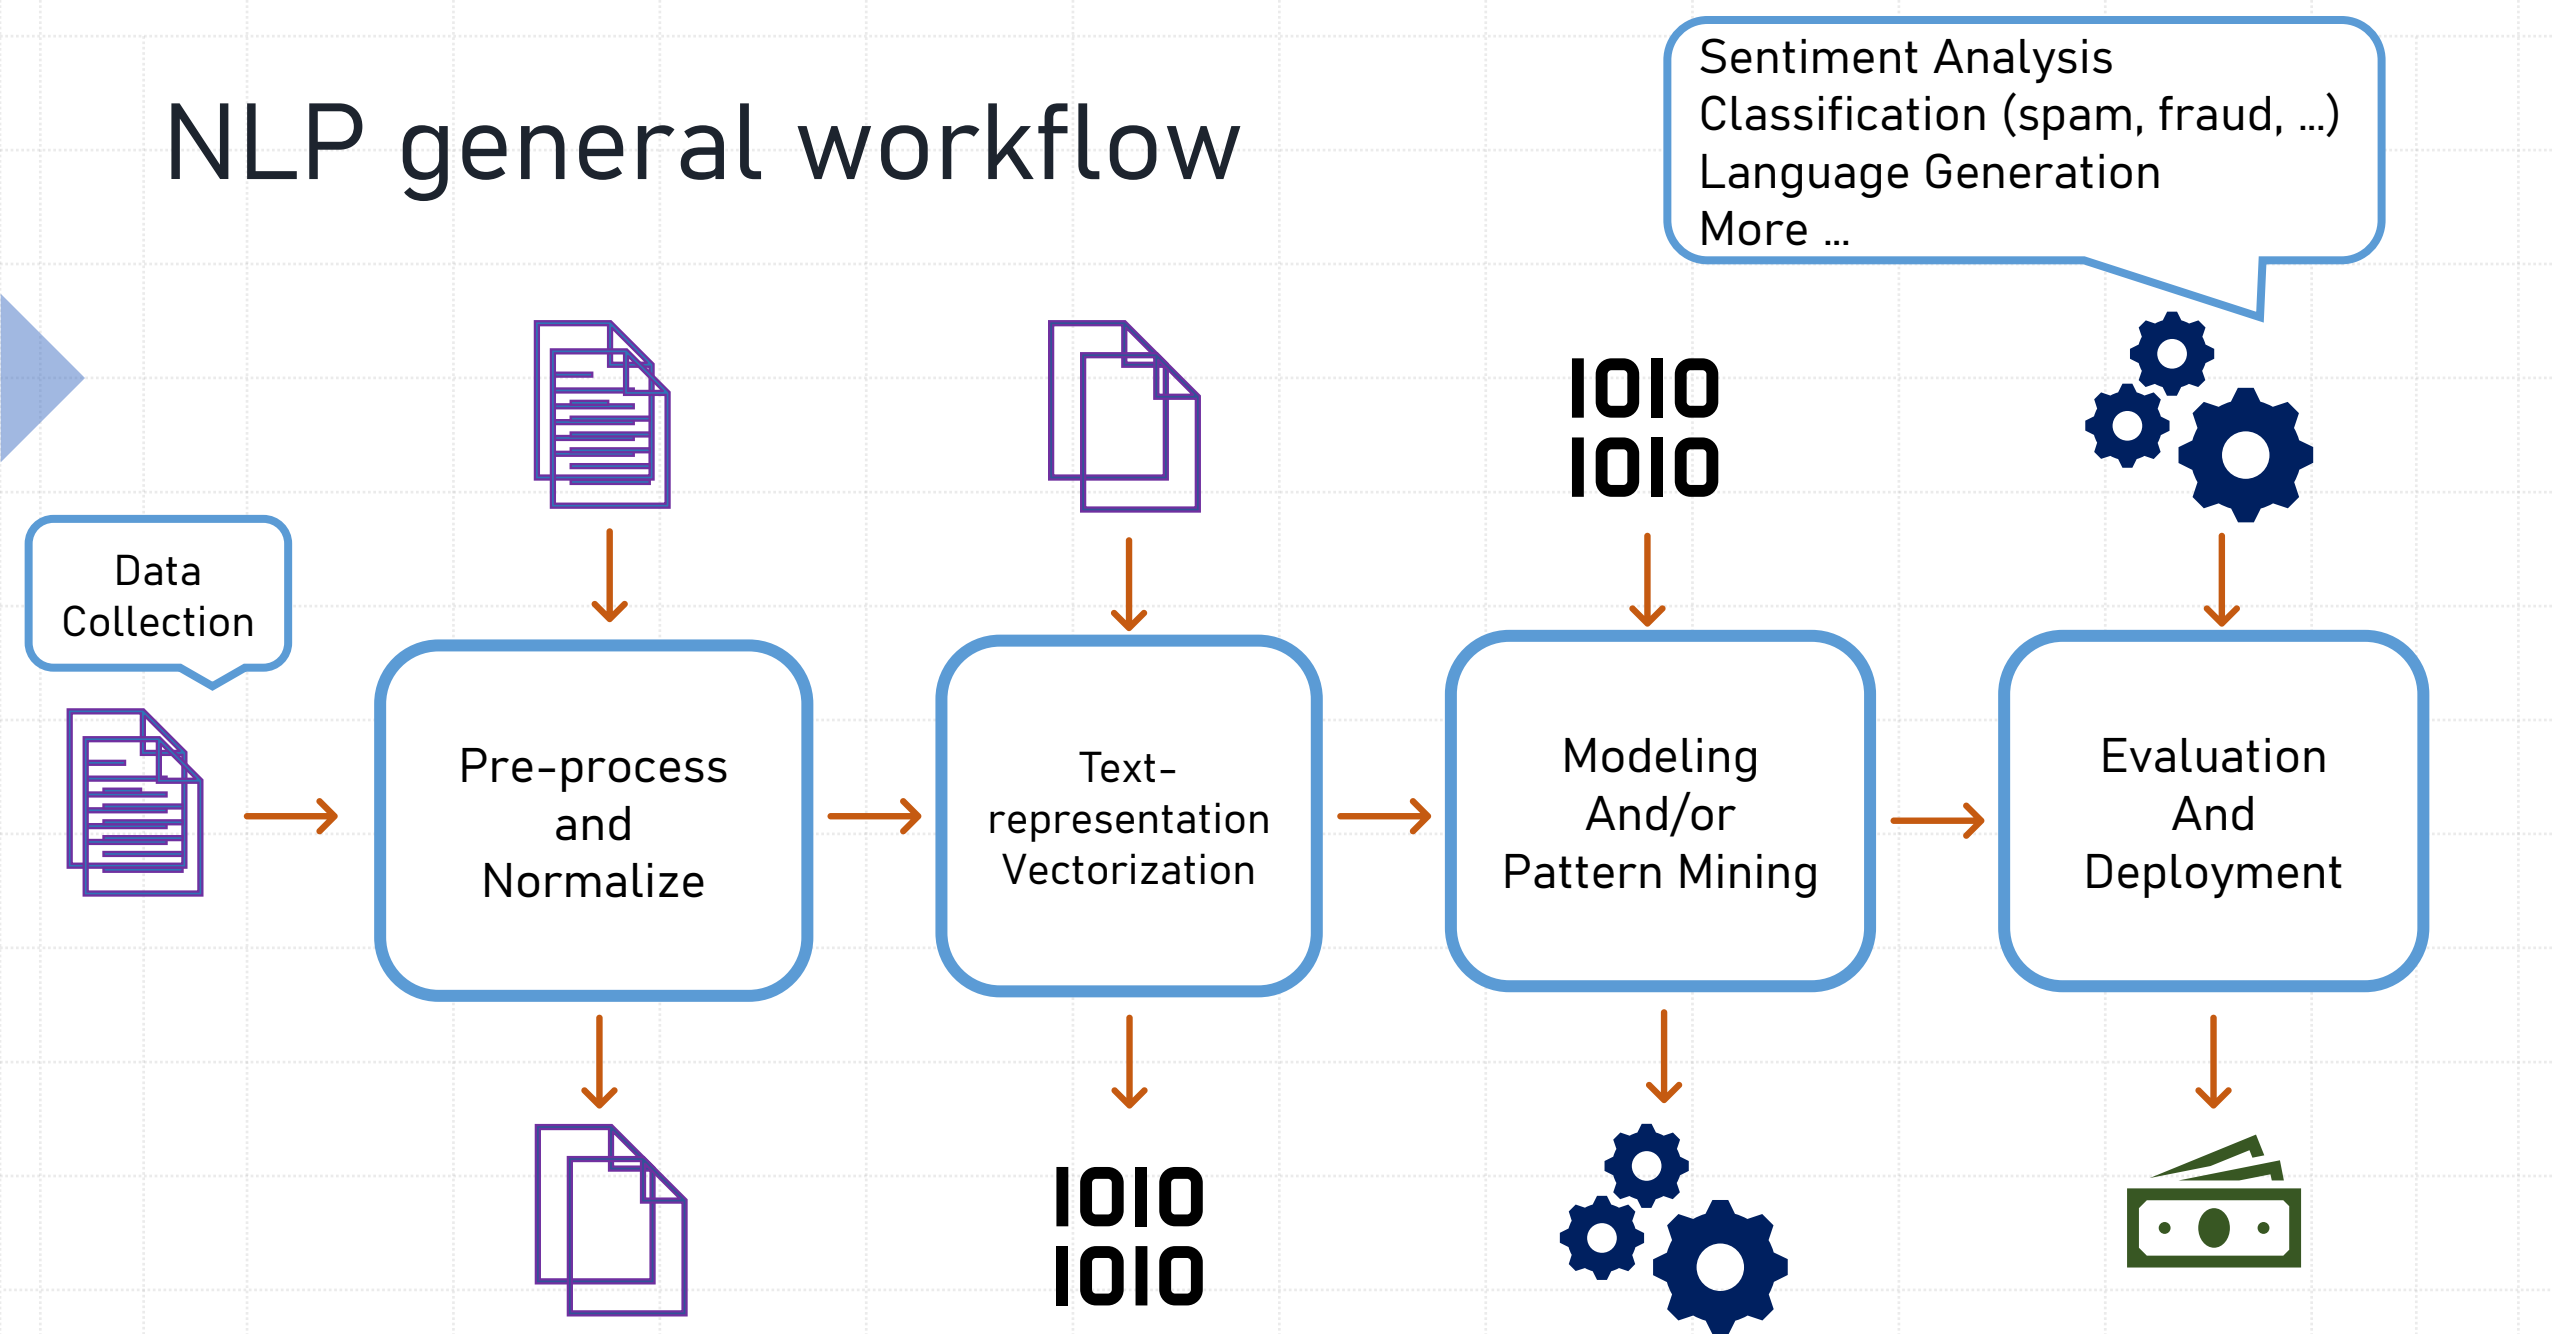 NLP general workflow
Sentiment Analysis
Classification (spam, fraud, ...)
Language Generation
More ...
1010
1010
Data
Collection
Pre-process
and
Normalize
Text-
representation
Vectorization
Modeling
And/or
Pattern Mining
Evaluation
And
Deployment
1010
1010